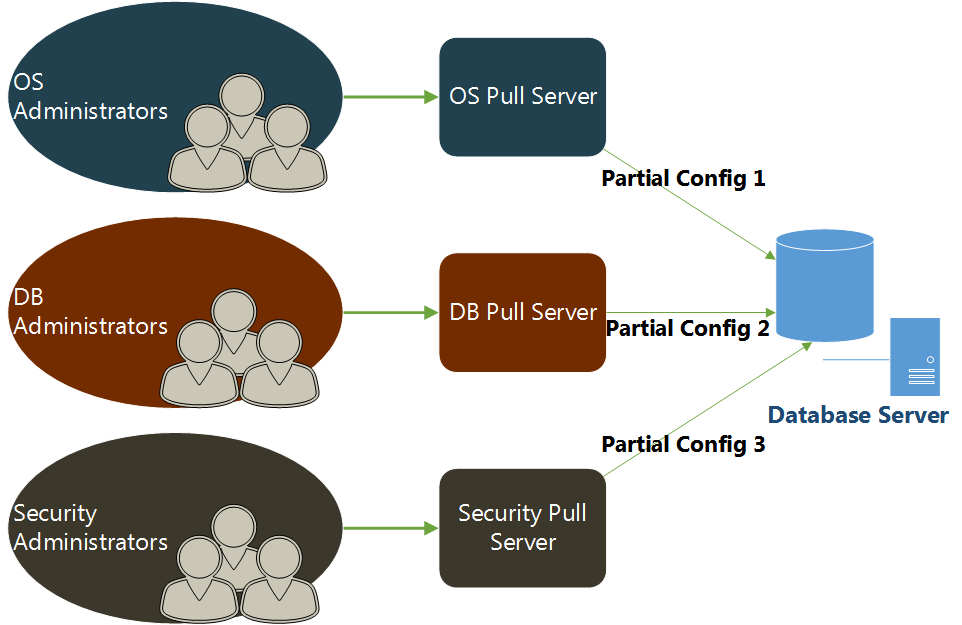 OS
Administrators
OS Pull Server
Partial Config 1
DB
Administrators
DB Pull Server
Partial Config 2
Database Server
Partial Config 3
Security
Administrators
Security Pull
Server